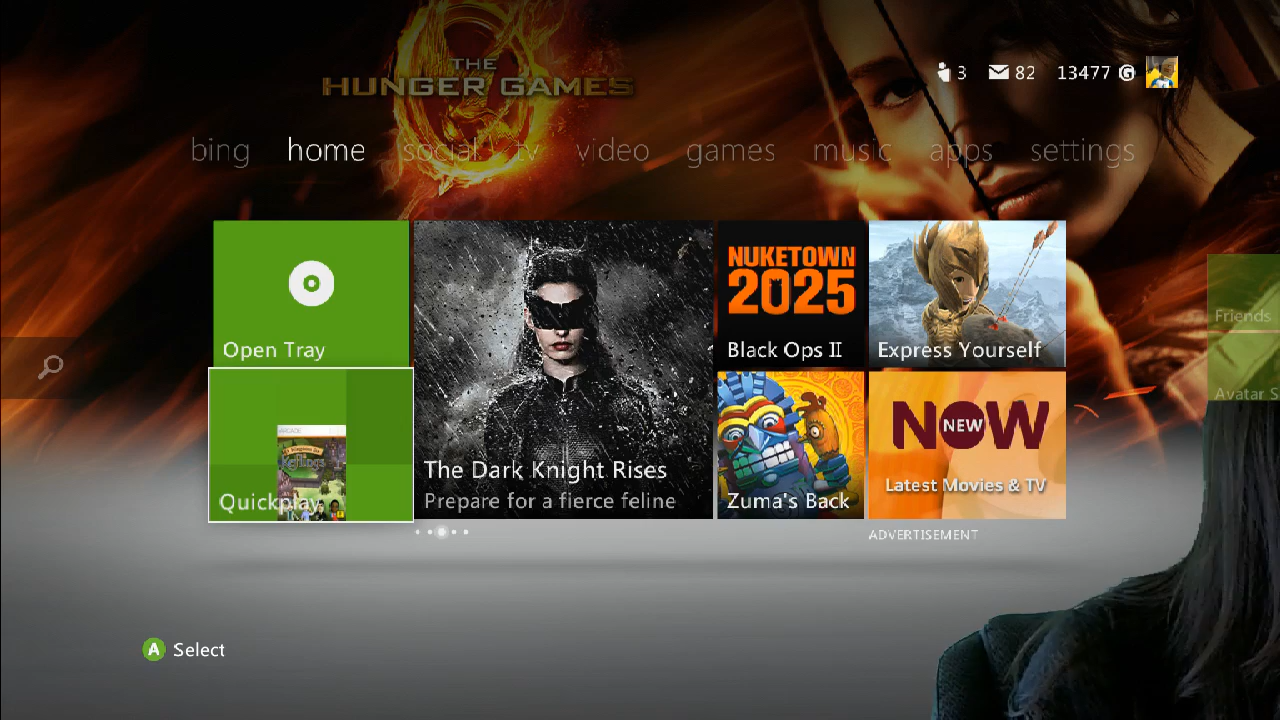 THE
HUNGER GAMES
3 82 13477 G
bing home social tv video games music apps settings
Open Tray
NUKETOWN
2025
Black Ops II
Express Yourself
Friends
Avatar S
ARCADE
Quickplay
The Dark Knight Rises
Prepare for a fierce feline
Zuma's Back
NOW
NEW
Latest Movies & TV
ADVERTISEMENT
A Select